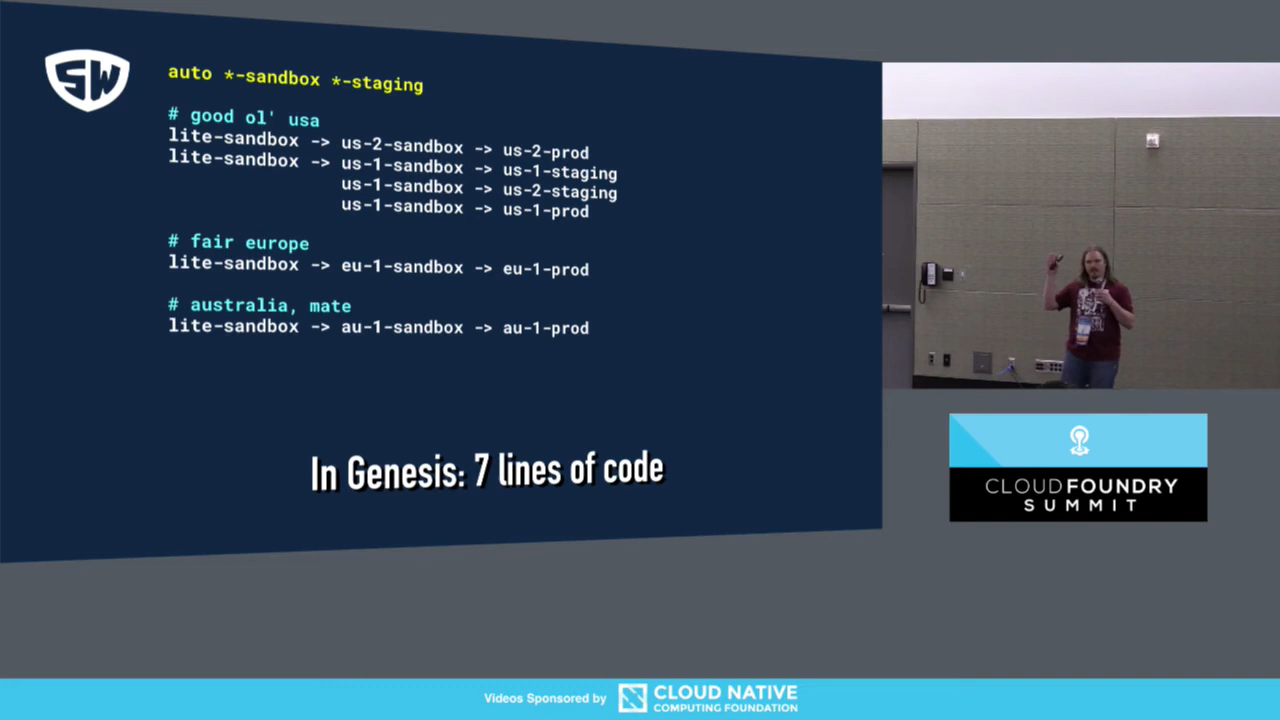 SW
auto *-sandbox *-staging
# good ol' usa
lite-sandbox -> us-2-sandbox -> us-2-prod
lite-sandbox -> us-1-sandbox -> us-1-staging
us-1-sandbox -> us-2-staging
us-1-sandbox -> us-1-prod
# fair europe
lite-sandbox -> eu-1-sandbox -> eu-1-prod
# australia, mate
lite-sandbox -> au-1-sandbox -> au-1-prod
In Genesis: 7 lines of code
CLOUD FOUNDRY
SUMMIT
Videos Sponsored by
CLOUD NATIVE
COMPUTING FOUNDATION